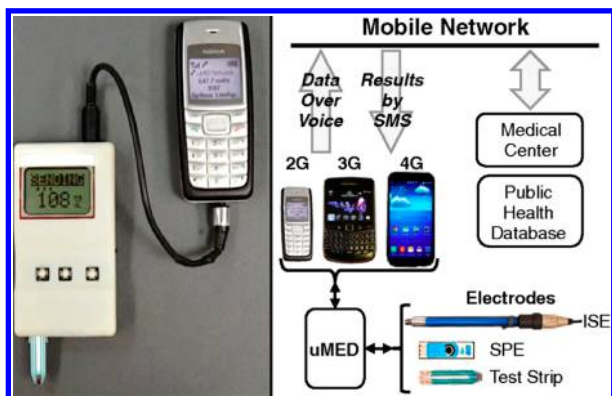 NOKIA
SENDING
108
Mobile Network
Data
Over
Voice
Results
by
SMS
Medical
Center
Public
Health
Database
2G
3G
4G
uMED
Electrodes
ISE
SPE
Test Strip